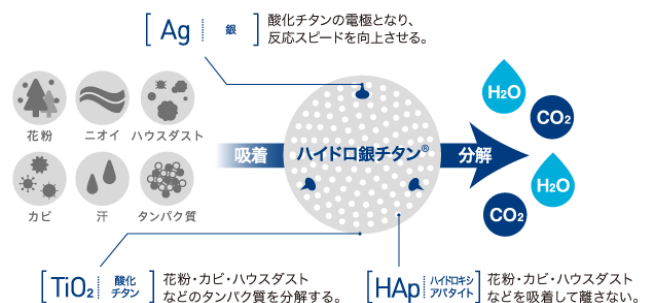 [Ag 銀] 酸化チタンの電極となり、
反応スピードを向上させる。
花粉 ニオイ ハウスダスト
カビ 汗 タンパク質
吸着 ハイドロ銀チタン® 分解
H2O
CO2
H2O
CO2
[TiO2 酸化チタン] 花粉・カビ・ハウスダスト
などのタンパク質を分解する。
[HAp ハイドロキシアパタイト] 花粉・カビ・ハウスダスト
などを吸着して離さない。